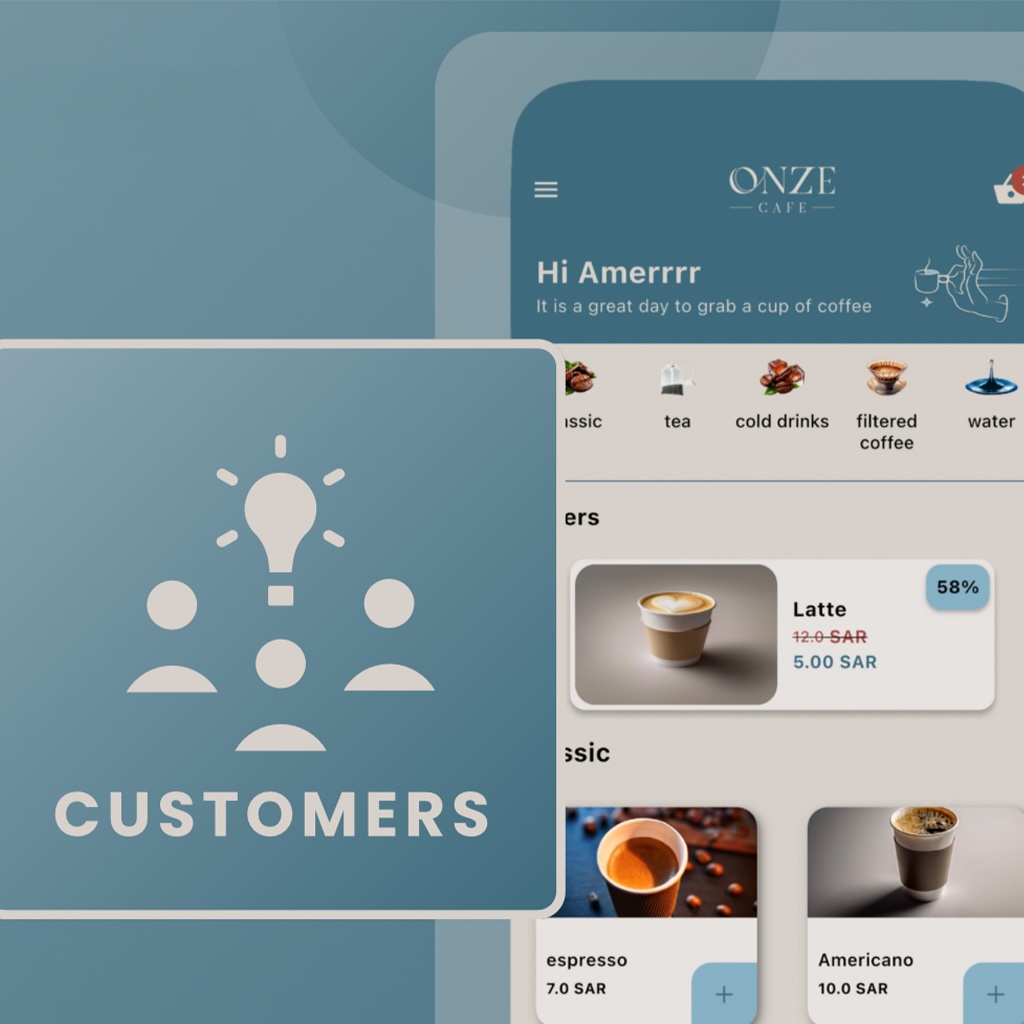 ONZE
CAFE
Hi Amerrrr
It is a great day to grab a cup of coffee
assic
tea
cold drinks
filtered
coffee
water
ers
Latte
58%
12.0 SAR
5.00 SAR
ssic
CUSTOMERS
espresso
7.0 SAR
+
Americano
10.0 SAR
+